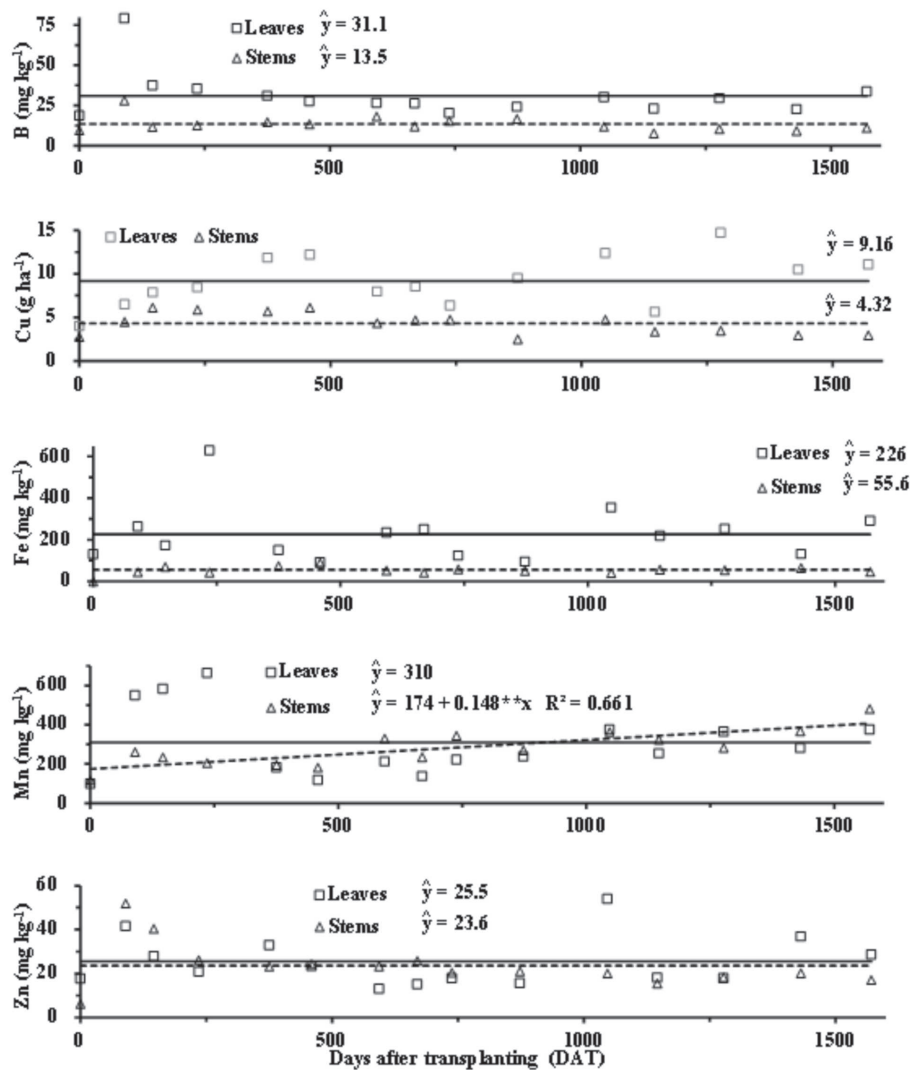 75
50
25
0
B (mg kg⁻¹)
Leaves ŷ = 31.1
Stems ŷ = 13.5
0 500 1000 1500
15
10
5
0
Cu (g ha⁻¹)
Leaves Stems
ŷ = 9.16
ŷ = 4.32
0 500 1000 1500
600
400
200
0
Fe (mg kg⁻¹)
Leaves ŷ = 226
Stems ŷ = 55.6
0 500 1000 1500
600
400
200
0
Mn (mg kg⁻¹)
Leaves ŷ = 310
Stems ŷ = 174 + 0.148**x R² = 0.661
0 500 1000 1500
60
40
20
0
Zn (mg kg⁻¹)
Leaves ŷ = 25.5
Stems ŷ = 23.6
0 500 1000 1500
Days after transplanting (DAT)